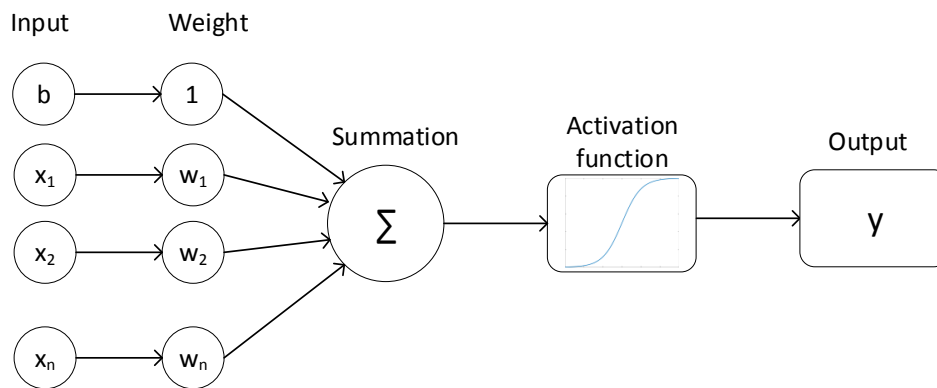 Input
Weight
b
1
Summation
Activation
function
Output
x₁
w₁
∑
y
x₂
w₂
xₙ
wₙ